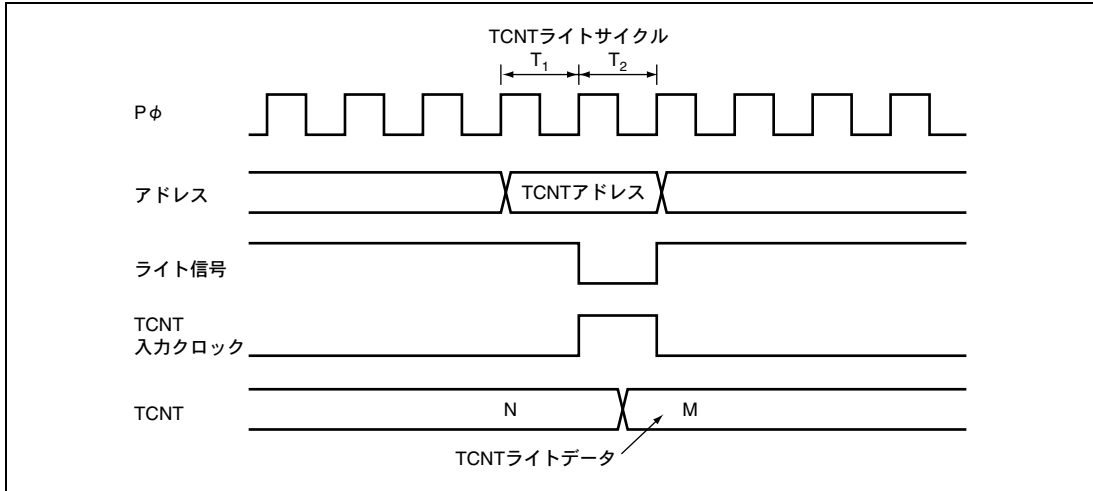 TCNTライトサイクル
T1 T2
Pφ
アドレス TCNTアドレス
ライト信号
TCNT
入力クロック
TCNT N M
TCNTライトデータ